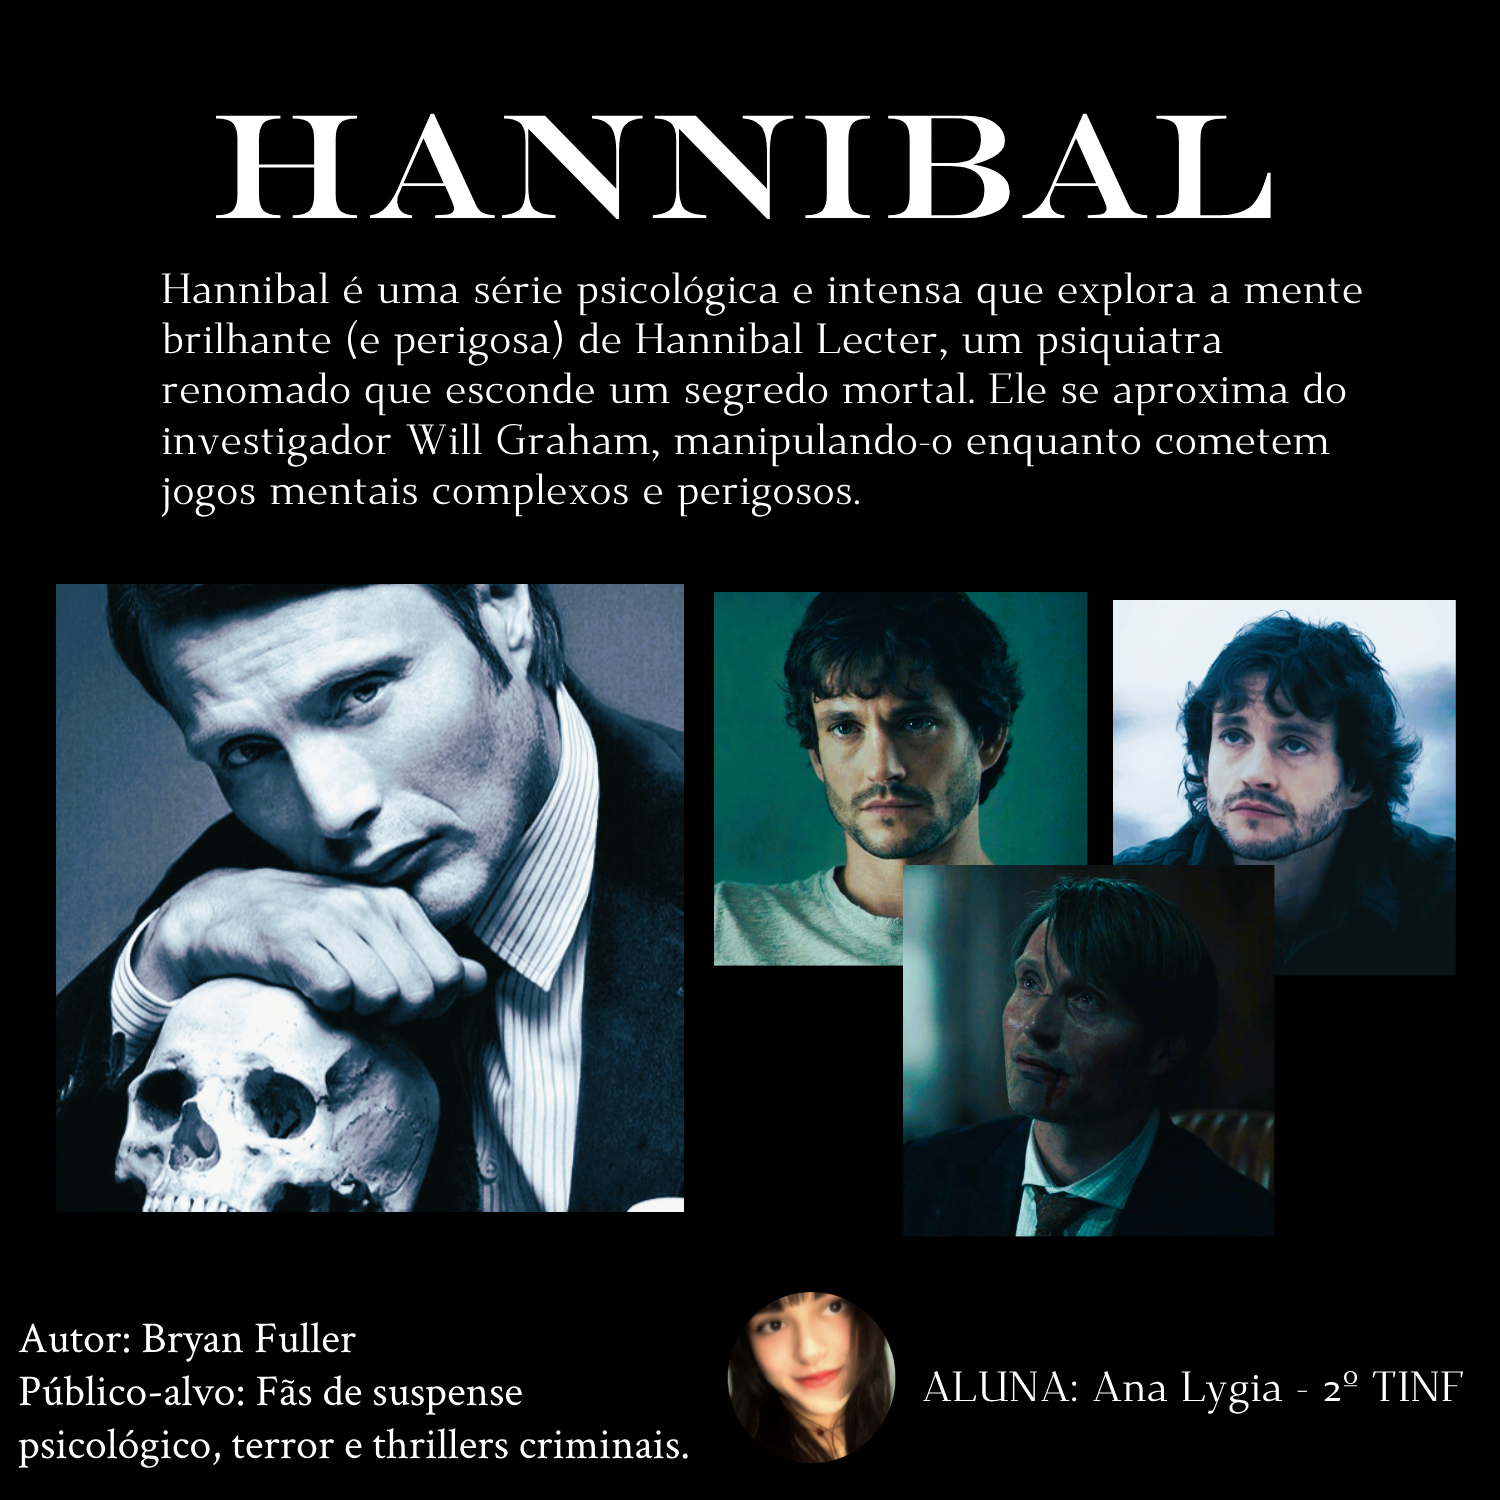 HANNIBAL
Hannibal é uma série psicológica e intensa que explora a mente
brilhante (e perigosa) de Hannibal Lecter, um psiquiatra
renomado que esconde um segredo mortal. Ele se aproxima do
investigador Will Graham, manipulando-o enquanto cometem
jogos mentais complexos e perigosos.
Autor: Bryan Fuller
Público-alvo: Fãs de suspense
psicológico, terror e thrillers criminais.
ALUNA: Ana Lygia - 2º TINF